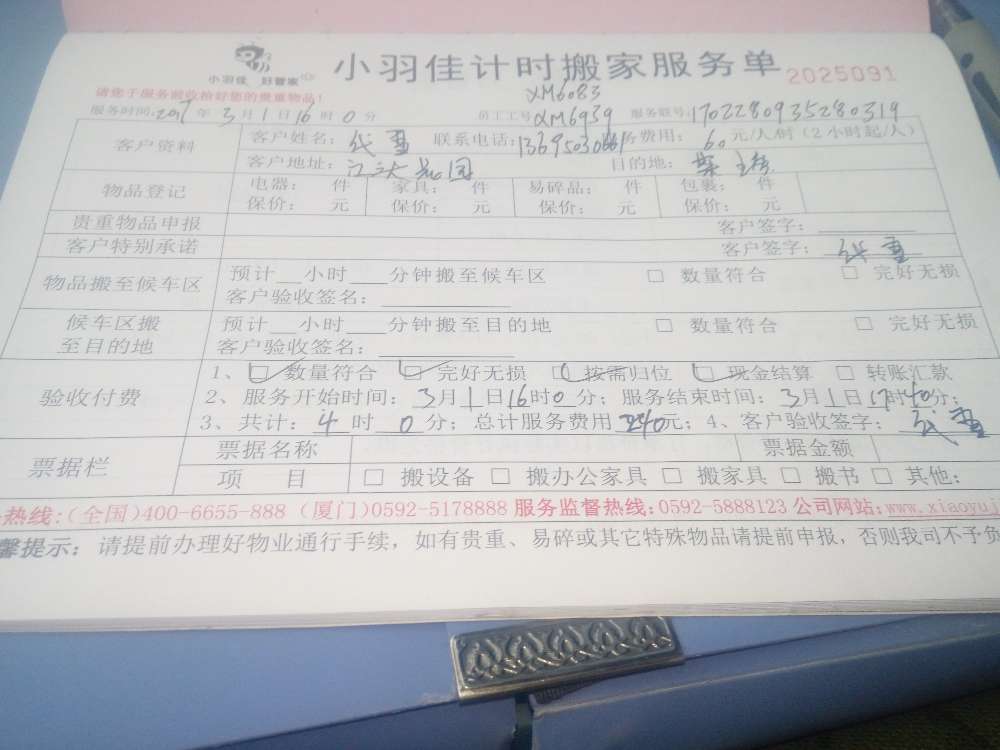 小羽佳 好管家 小羽佳计时搬家服务单 2025091
请您于服务前收拾好您的贵重物品!
XM6083
服务时间:2017年3月1日16时0分 员工工号:XM6939 服务账号:1702280935280319
客户资料 客户姓名: 联系电话: 服务费用:60元/人/时(2小时起/人)
客户地址:江头花园 目的地:
物品登记 电器: 件 家具: 件 易碎品: 件 包裹: 件
保价: 元 保价: 元 保价: 元 保价: 元
贵重物品申报 客户签字:
客户特别承诺 客户签字:
物品搬至候车区 预计__小时___分钟搬至候车区 □ 数量符合 □ 完好无损
客户验收签名:
候车区搬至目的地 预计__小时___分钟搬至目的地 □ 数量符合 □ 完好无损
客户验收签名:
验收付费 1、☑数量符合 ☑完好无损 ☑按需归位 ☑现金结算 □转账汇款
2、服务开始时间:3月1日16时0分;服务结束时间:3月1日17时40分;
3、共计:4时0分;总计服务费用240元;4、客户验收签字:
票据栏 票据名称 票据金额
项 目 □ 搬设备 □ 搬办公家具 □ 搬家具 □ 搬书 □ 其他:
热线:(全国)400-6655-888 (厦门)0592-5178888 服务监督热线:0592-5888123 公司网站:www.xiaoyu.j
馨提示:请提前办理好物业通行手续,如有贵重、易碎或其它特殊物品请提前申报,否则我司不予负